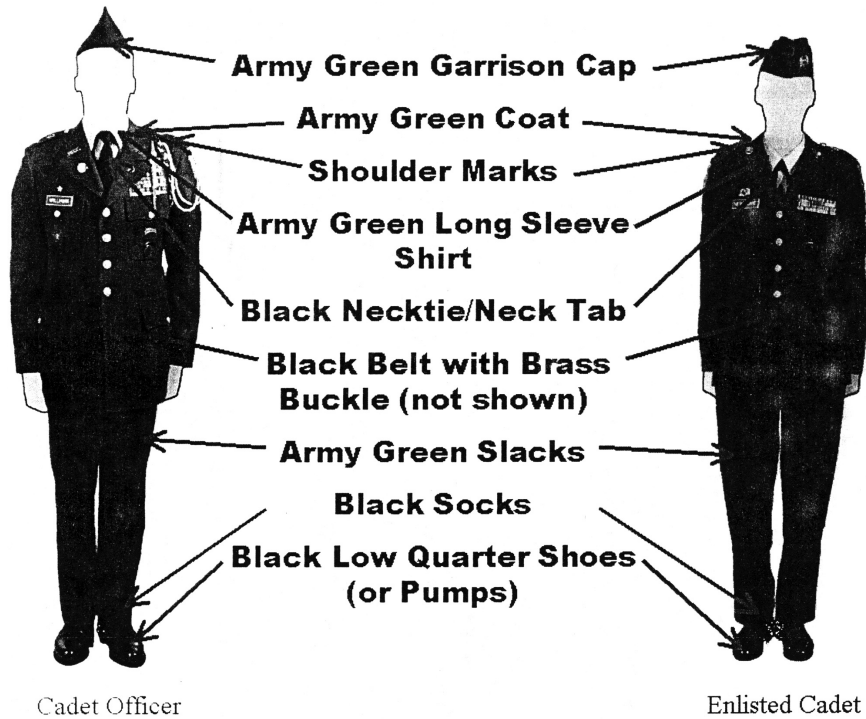 Army Green Garrison Cap
Army Green Coat
Shoulder Marks
Army Green Long Sleeve
Shirt
Black Necktie/Neck Tab
Black Belt with Brass
Buckle (not shown)
Army Green Slacks
Black Socks
Black Low Quarter Shoes
(or Pumps)
Cadet Officer
Enlisted Cadet